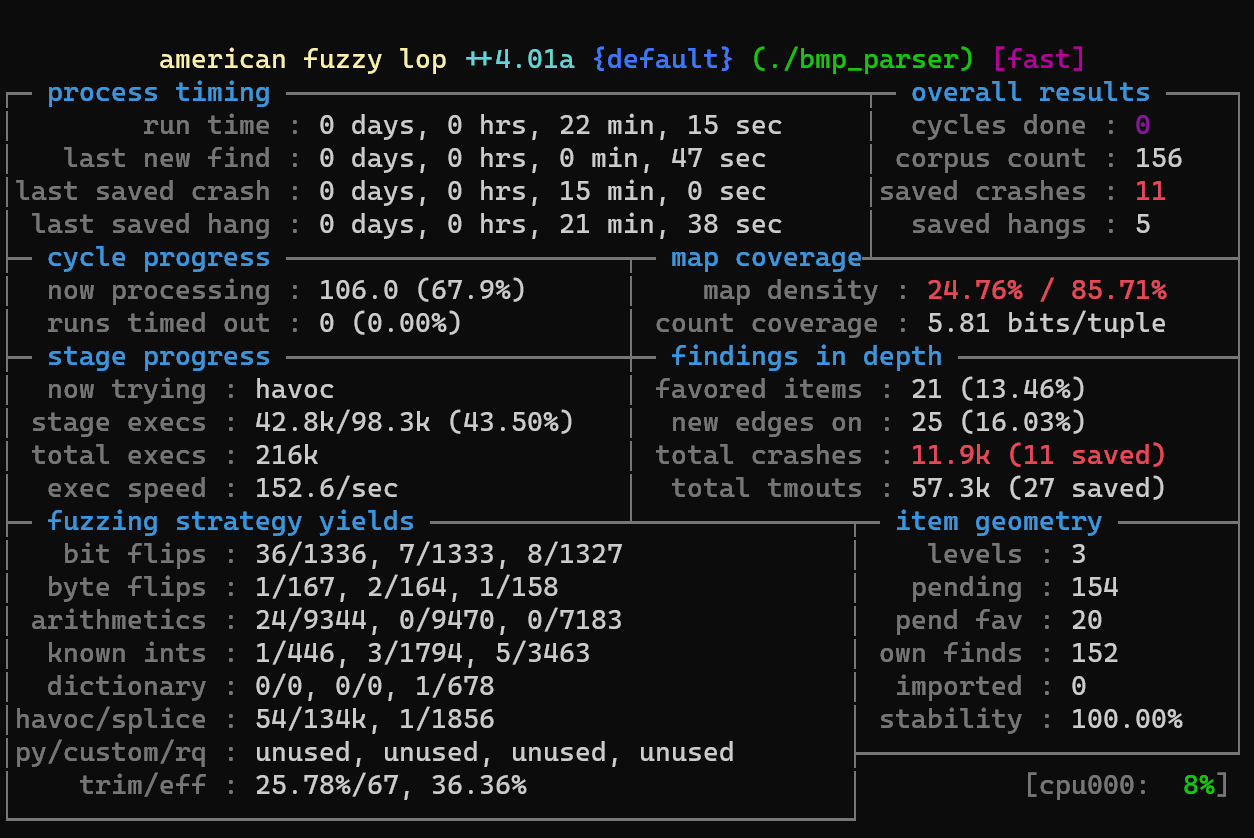 american fuzzy lop ++4.01a {default} (./bmp_parser) [fast]
process timing overall results
run time : 0 days, 0 hrs, 22 min, 15 sec cycles done : 0
last new find : 0 days, 0 hrs, 0 min, 47 sec corpus count : 156
last saved crash : 0 days, 0 hrs, 15 min, 0 sec saved crashes : 11
last saved hang : 0 days, 0 hrs, 21 min, 38 sec saved hangs : 5
cycle progress map coverage
now processing : 106.0 (67.9%) map density : 24.76% / 85.71%
runs timed out : 0 (0.00%) count coverage : 5.81 bits/tuple
stage progress findings in depth
now trying : havoc favored items : 21 (13.46%)
stage execs : 42.8k/98.3k (43.50%) new edges on : 25 (16.03%)
total execs : 216k total crashes : 11.9k (11 saved)
exec speed : 152.6/sec total tmouts : 57.3k (27 saved)
fuzzing strategy yields item geometry
bit flips : 36/1336, 7/1333, 8/1327 levels : 3
byte flips : 1/167, 2/164, 1/158 pending : 154
arithmetics : 24/9344, 0/9470, 0/7183 pend fav : 20
known ints : 1/446, 3/1794, 5/3463 own finds : 152
dictionary : 0/0, 0/0, 1/678 imported : 0
havoc/splice : 54/134k, 1/1856 stability : 100.00%
py/custom/rq : unused, unused, unused, unused
trim/eff : 25.78%/67, 36.36% [cpu000: 8%]